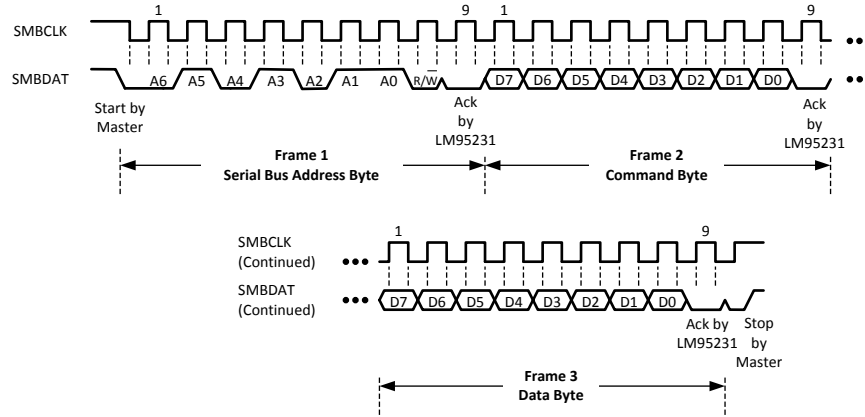 1 9 1 9
SMBCLK
SMBDAT A6 A5 A4 A3 A2 A1 A0 R/W̅ D7 D6 D5 D4 D3 D2 D1 D0
Start by
Master
Ack
by
LM95231
Ack
by
LM95231
Frame 1
Serial Bus Address Byte
Frame 2
Command Byte
1 9
SMBCLK
(Continued)
SMBDAT
(Continued)
D7 D6 D5 D4 D3 D2 D1 D0
Ack by
LM95231
Stop
by
Master
Frame 3
Data Byte